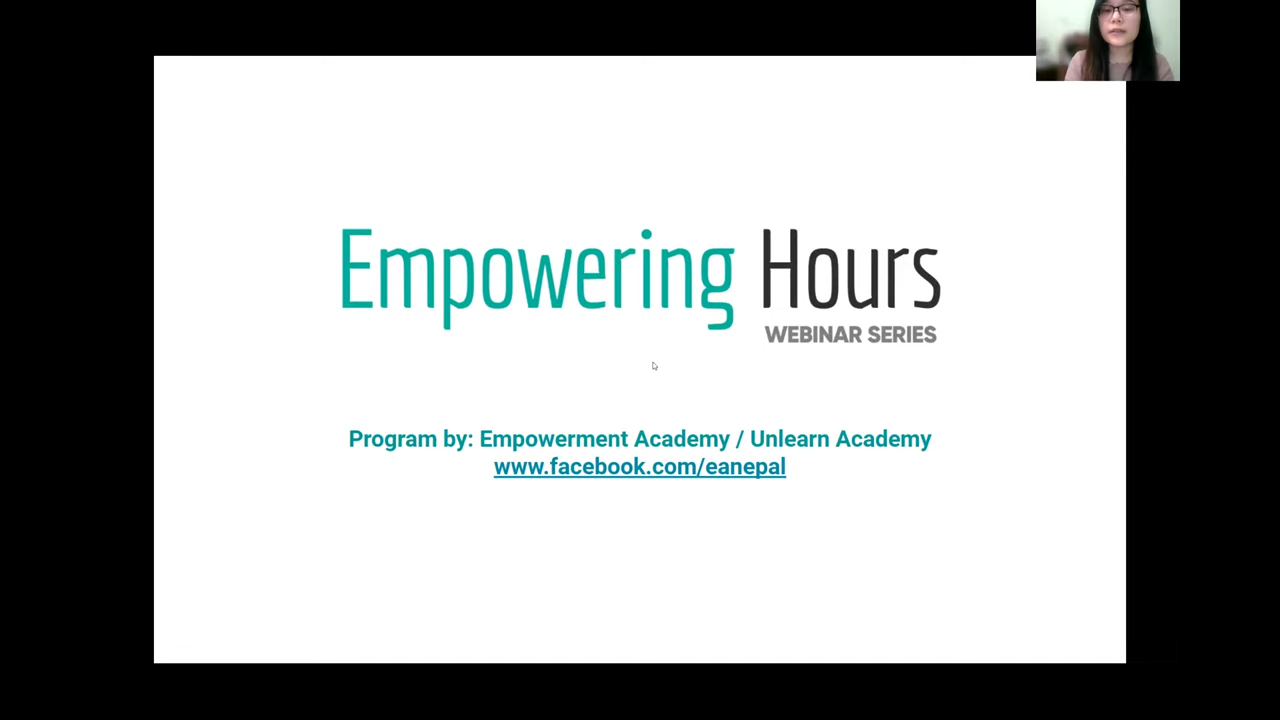 Empowering Hours
WEBINAR SERIES
Program by: Empowerment Academy / Unlearn Academy
www.facebook.com/eanepal